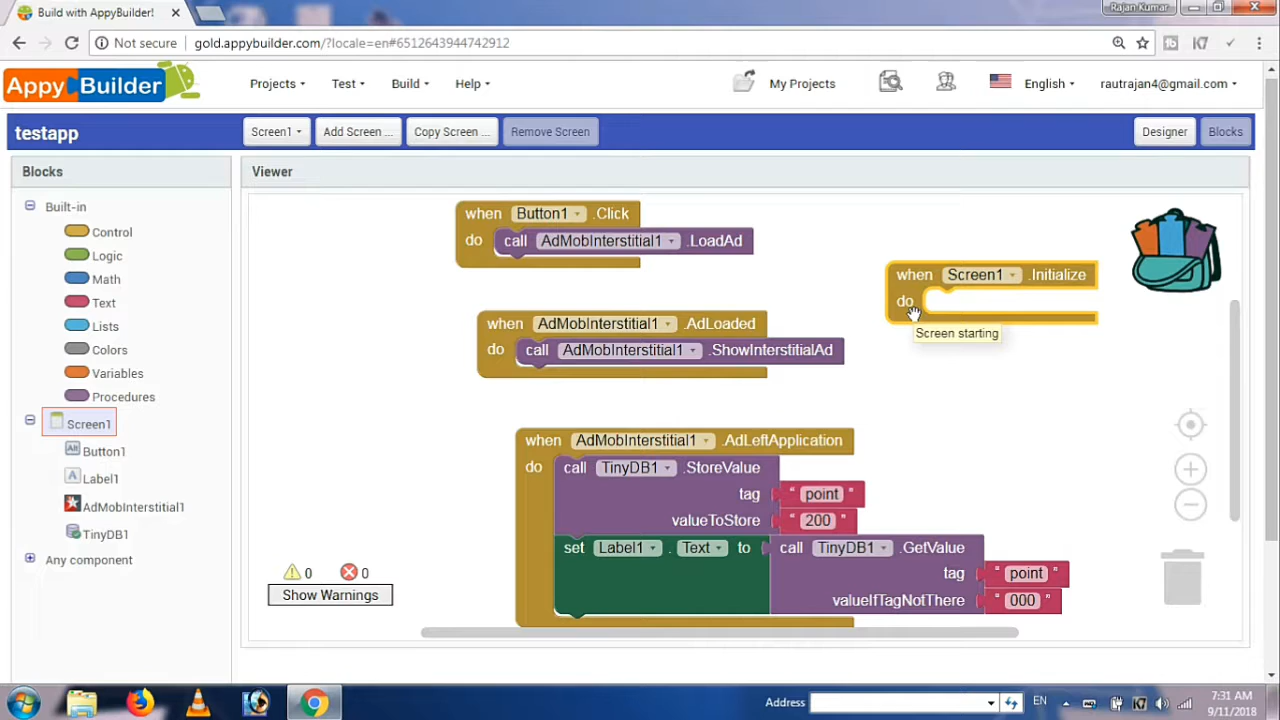 Build with AppyBuilder!
Rajan Kumar
Not secure
gold.appybuilder.com/?locale=en#6512643944742912
Appy Builder
Projects
Test
Build
Help
My Projects
English
rautrajan4@gmail.com
testapp
Screen1
Add Screen ...
Copy Screen ...
Remove Screen
Designer
Blocks
Blocks
Viewer
Built-in
Control
Logic
Math
Text
Lists
Colors
Variables
Procedures
Screen1
Button1
Label1
AdMobInterstitial1
TinyDB1
Any component
when Button1 .Click
do call AdMobInterstitial1 .LoadAd
when Screen1 .Initialize
do
Screen starting
when AdMobInterstitial1 .AdLoaded
do call AdMobInterstitial1 .ShowInterstitialAd
when AdMobInterstitial1 .AdLeftApplication
do call TinyDB1 .StoreValue
tag " point "
valueToStore " 200 "
set Label1 . Text to call TinyDB1 .GetValue
tag " point "
valueIfTagNotThere " 000 "
0 0
Show Warnings
Address
EN
7:31 AM
9/11/2018